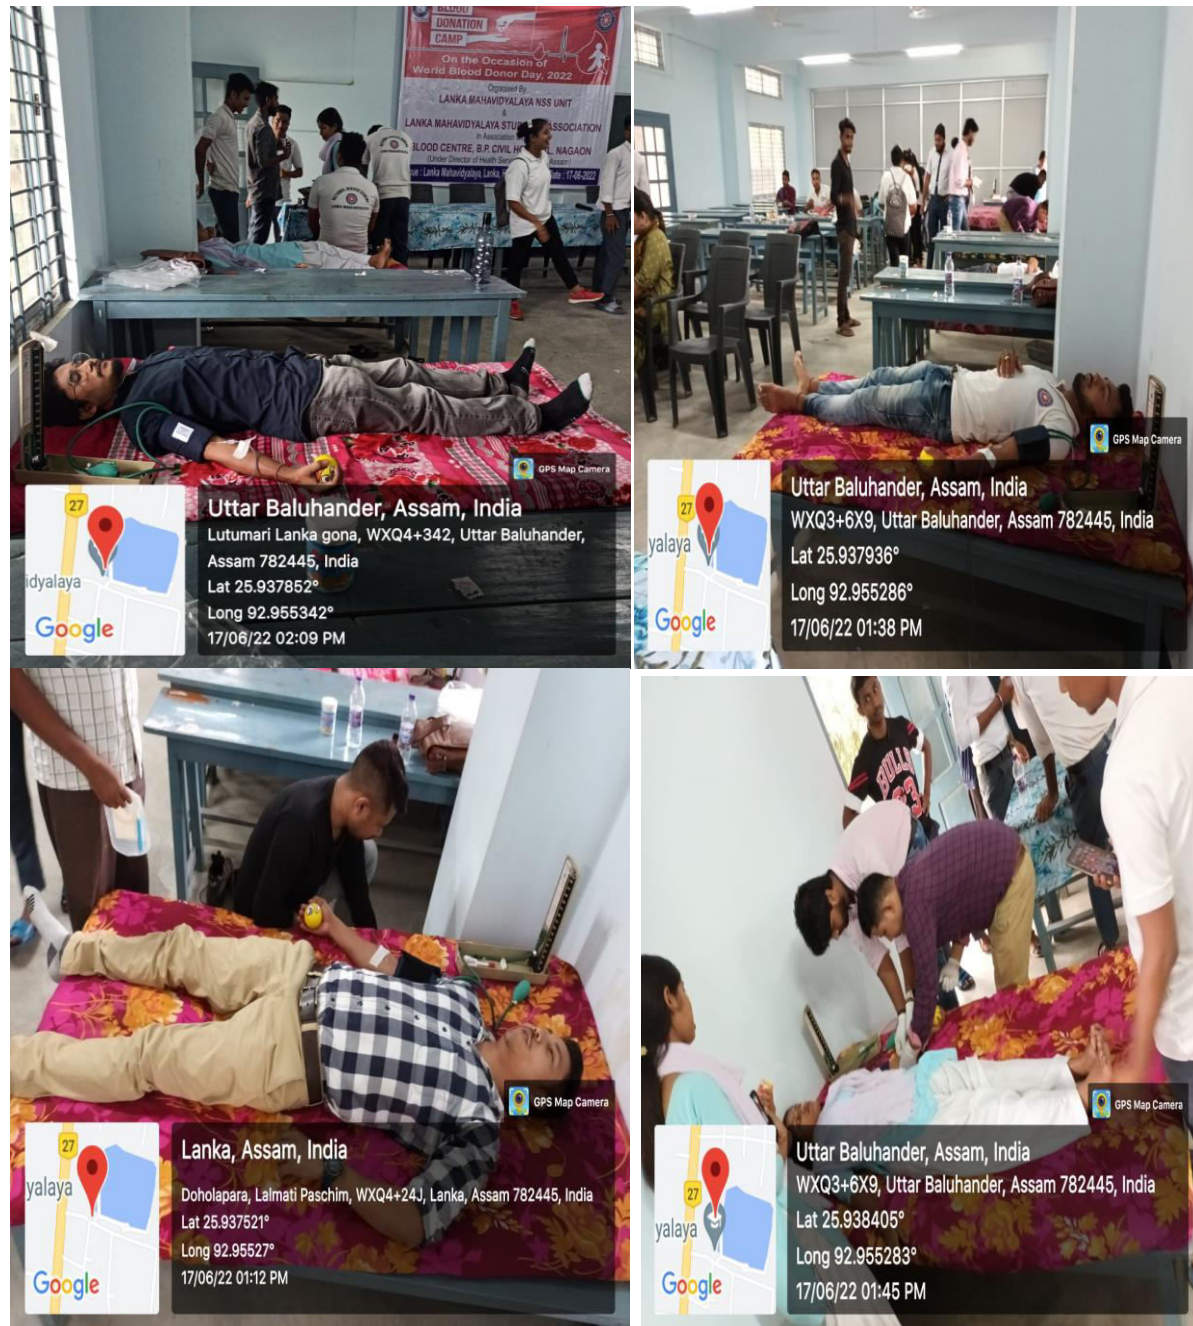 BLOOD
DONATION
CAMP
On the Occasion of
World Blood Donor Day, 2022
Organized By
LANKA MAHAVIDYALAYA NSS UNIT
&
LANKA MAHAVIDYALAYA ASSOCIATION
in Association
BLOOD CENTRE, B.P. CIVIL NAGAON
(Under Director of Health Assam)
: Lanka Mahavidyalaya, Lanka, : 17-06-2022
GPS Map Camera
27
idyalaya
Google
Uttar Baluhander, Assam, India
Lutumari Lanka gona, WXQ4+342, Uttar Baluhander,
Assam 782445, India
Lat 25.937852°
Long 92.955342°
17/06/22 02:09 PM
GPS Map Camera
27
yalaya
Google
Uttar Baluhander, Assam, India
WXQ3+6X9, Uttar Baluhander, Assam 782445, India
Lat 25.937936°
Long 92.955286°
17/06/22 01:38 PM
GPS Map Camera
27
yalaya
Google
Lanka, Assam, India
Doholapara, Lalmati Paschim, WXQ4+24J, Lanka, Assam 782445, India
Lat 25.937521°
Long 92.95527°
17/06/22 01:12 PM
BULLS
GPS Map Camera
27
yalaya
Google
Uttar Baluhander, Assam, India
WXQ3+6X9, Uttar Baluhander, Assam 782445, India
Lat 25.938405°
Long 92.955283°
17/06/22 01:45 PM